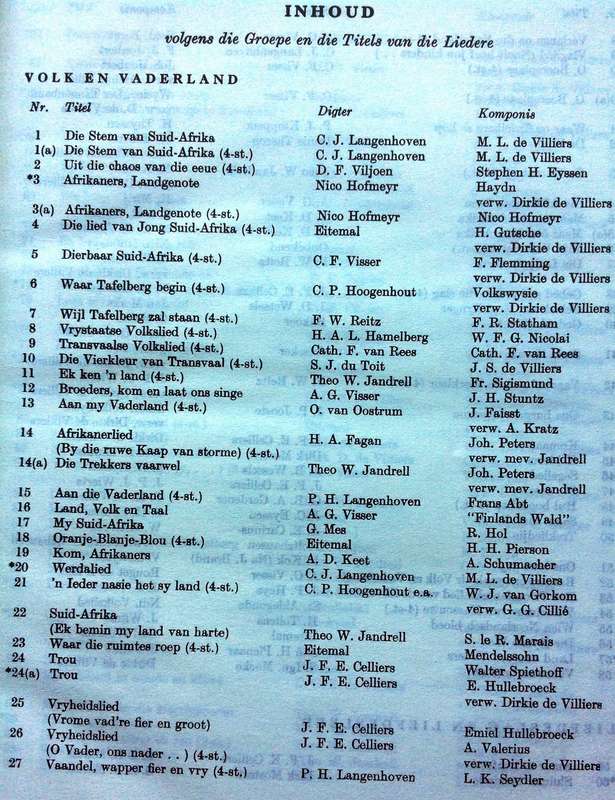 INHOUD
volgens die Groepe en die Titels van die Liedere
VOLK EN VADERLAND
Nr. Titel Digter Komponis
1 Die Stem van Suid-Afrika C. J. Langenhoven M. L. de Villiers
1(a) Die Stem van Suid-Afrika (4-st.) C. J. Langenhoven M. L. de Villiers
2 Uit die chaos van die eeue (4-st.) D. F. Viljoen Stephen H. Eyssen
*3 Afrikaners, Landgenote Nico Hofmeyr Haydn
verw. Dirkie de Villiers
3(a) Afrikaners, Landgenote (4-st.) Nico Hofmeyr Nico Hofmeyr
4 Die lied van Jong Suid-Afrika (4-st.) Eitemal H. Gutsche
verw. Dirkie de Villiers
5 Dierbaar Suid-Afrika (4-st.) C. F. Visser F. Flemming
verw. Dirkie de Villiers
6 Waar Tafelberg begin (4-st.) C. P. Hoogenhout Volkswysie
verw. Dirkie de Villiers
7 Wijl Tafelberg zal staan (4-st.) F. W. Reitz F. R. Statham
8 Vrystaatse Volkslied (4-st.) H. A. L. Hamelberg W. F. G. Nicolai
9 Transvaalse Volkslied (4-st.) Cath. F. van Rees Cath. F. van Rees
10 Die Vierkleur van Transvaal (4-st.) S. J. du Toit J. S. de Villiers
11 Ek ken 'n land (4-st.) Theo W. Jandrell Fr. Sigismund
12 Broeders, kom en laat ons singe A. G. Visser J. H. Stuntz
13 Aan my Vaderland (4-st.) O. van Oostrum J. Faisst
verw. A. Kratz
14 Afrikanerlied H. A. Fagan Joh. Peters
(By die ruwe Kaap van storme) (4-st.) verw. mev. Jandrell
14(a) Die Trekkers vaarwel Theo W. Jandrell Joh. Peters
verw. mev. Jandrell
15 Aan die Vaderland (4-st.) P. H. Langenhoven Frans Abt
16 Land, Volk en Taal A. G. Visser "Finlands Wald"
17 My Suid-Afrika G. Mes R. Hol
18 Oranje-Blanje-Blou (4-st.) Eitemal H. H. Pierson
19 Kom, Afrikaners A. D. Keet A. Schumacher
*20 Werdalied C. J. Langenhoven M. L. de Villiers
21 'n Ieder nasie het sy land (4-st.) C. P. Hoogenhout e.a. W. J. van Gorkom
verw. G. G. Cillié
22 Suid-Afrika
(Ek bemin my land van harte) Theo W. Jandrell S. le R. Marais
23 Waar die ruimtes roep (4-st.) Eitemal Mendelssohn
24 Trou J. F. E. Celliers Walter Spiethoff
*24(a) Trou J. F. E. Celliers E. Hullebroeck
verw. Dirkie de Villiers
25 Vryheidslied
(Vrome vad're fier en groot) J. F. E. Celliers Emiel Hullebroeck
26 Vryheidslied J. F. E. Celliers A. Valerius
(O Vader, ons nader . . ) (4-st.) verw. Dirkie de Villiers
27 Vaandel, wapper fier en vry (4-st.) P. H. Langenhoven L. K. Seydler